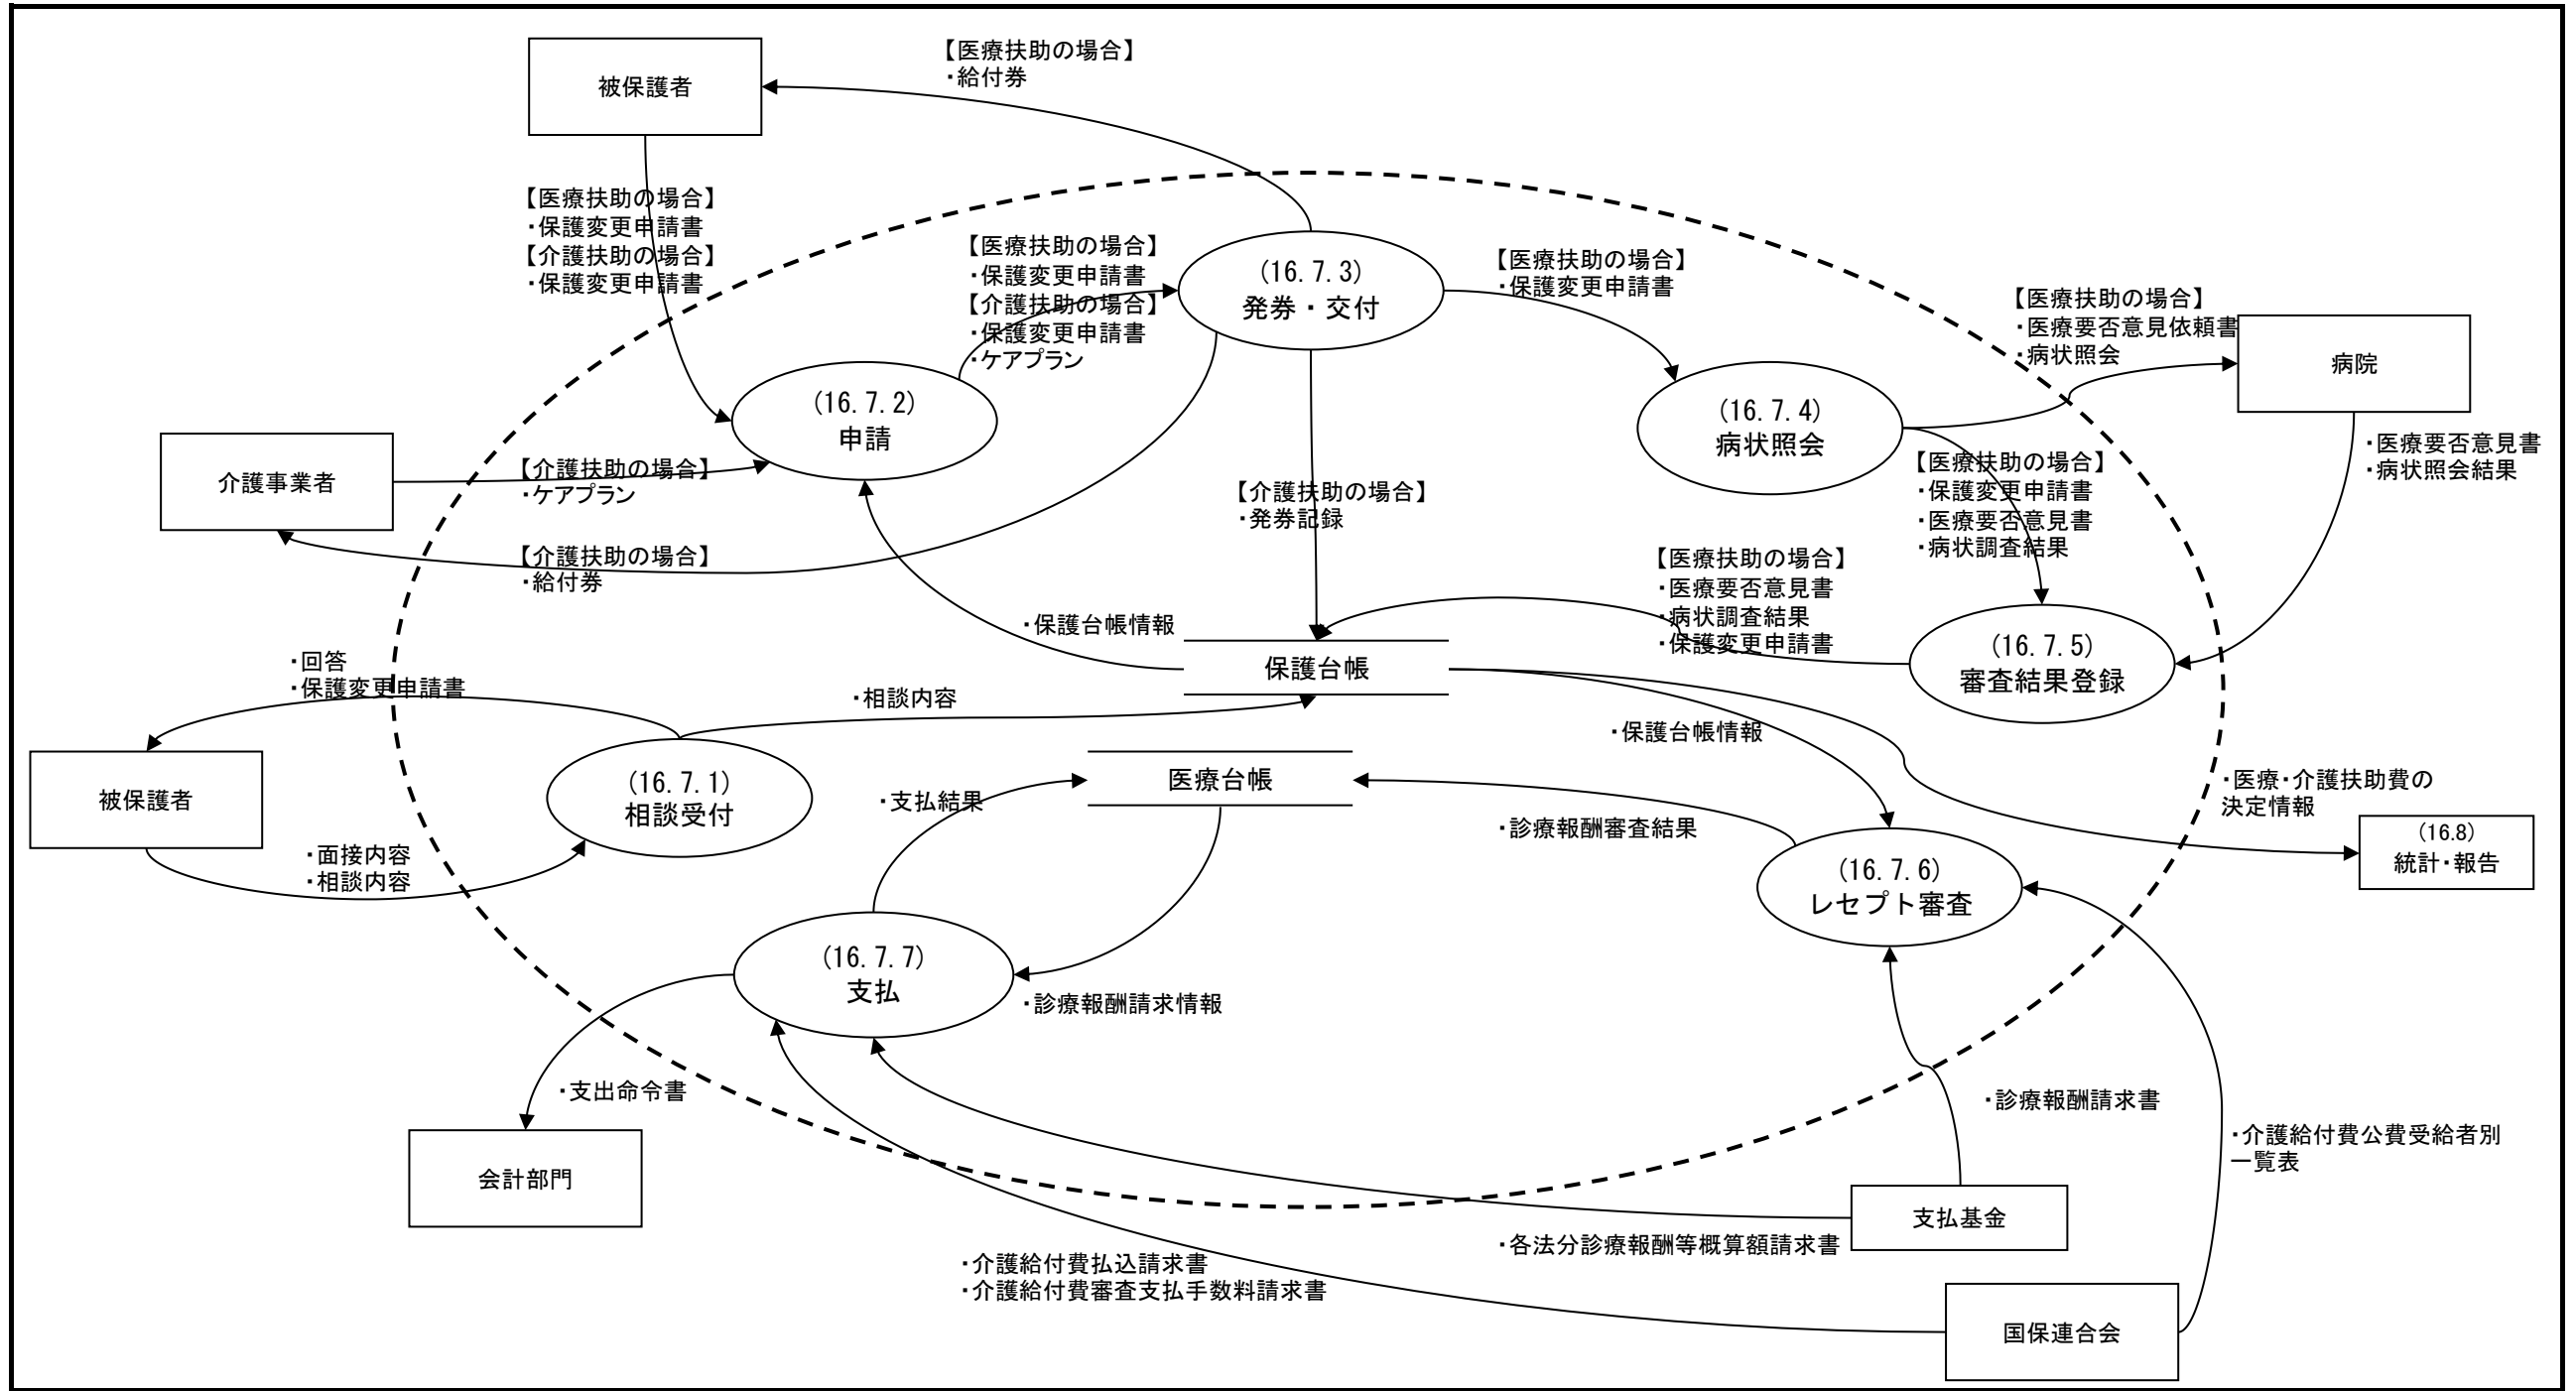 被保護者
【医療扶助の場合】
・給付券
【医療扶助の場合】
・保護変更申請書
【介護扶助の場合】
・保護変更申請書
【医療扶助の場合】
・保護変更申請書
【介護扶助の場合】
・保護変更申請書
・ケアプラン
(16.7.3)
発券・交付
【医療扶助の場合】
・保護変更申請書
【医療扶助の場合】
・医療要否意見依頼書
・病状照会
病院
(16.7.2)
申請
(16.7.4)
病状照会
・医療要否意見書
・病状照会結果
介護事業者
【介護扶助の場合】
・ケアプラン
【介護扶助の場合】
・発券記録
【医療扶助の場合】
・保護変更申請書
・医療要否意見書
・病状調査結果
【介護扶助の場合】
・給付券
【医療扶助の場合】
・医療要否意見書
・病状調査結果
・保護変更申請書
・保護台帳情報
保護台帳
(16.7.5)
審査結果登録
・回答
・保護変更申請書
・相談内容
・保護台帳情報
被保護者
(16.7.1)
相談受付
・支払結果
医療台帳
・診療報酬審査結果
・医療・介護扶助費の
決定情報
(16.8)
統計・報告
・面接内容
・相談内容
(16.7.6)
レセプト審査
(16.7.7)
支払
・診療報酬請求情報
・支出命令書
・診療報酬請求書
・介護給付費公費受給者別
一覧表
会計部門
支払基金
・各法分診療報酬等概算額請求書
・介護給付費払込請求書
・介護給付費審査支払手数料請求書
国保連合会